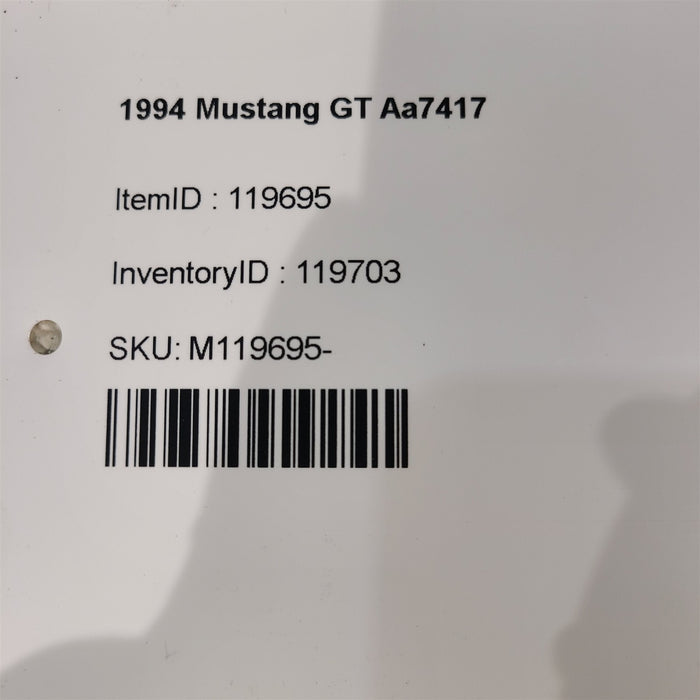 1994 Mustang GT Aa7417
ItemID : 119695
InventoryID : 119703
SKU: M119695-